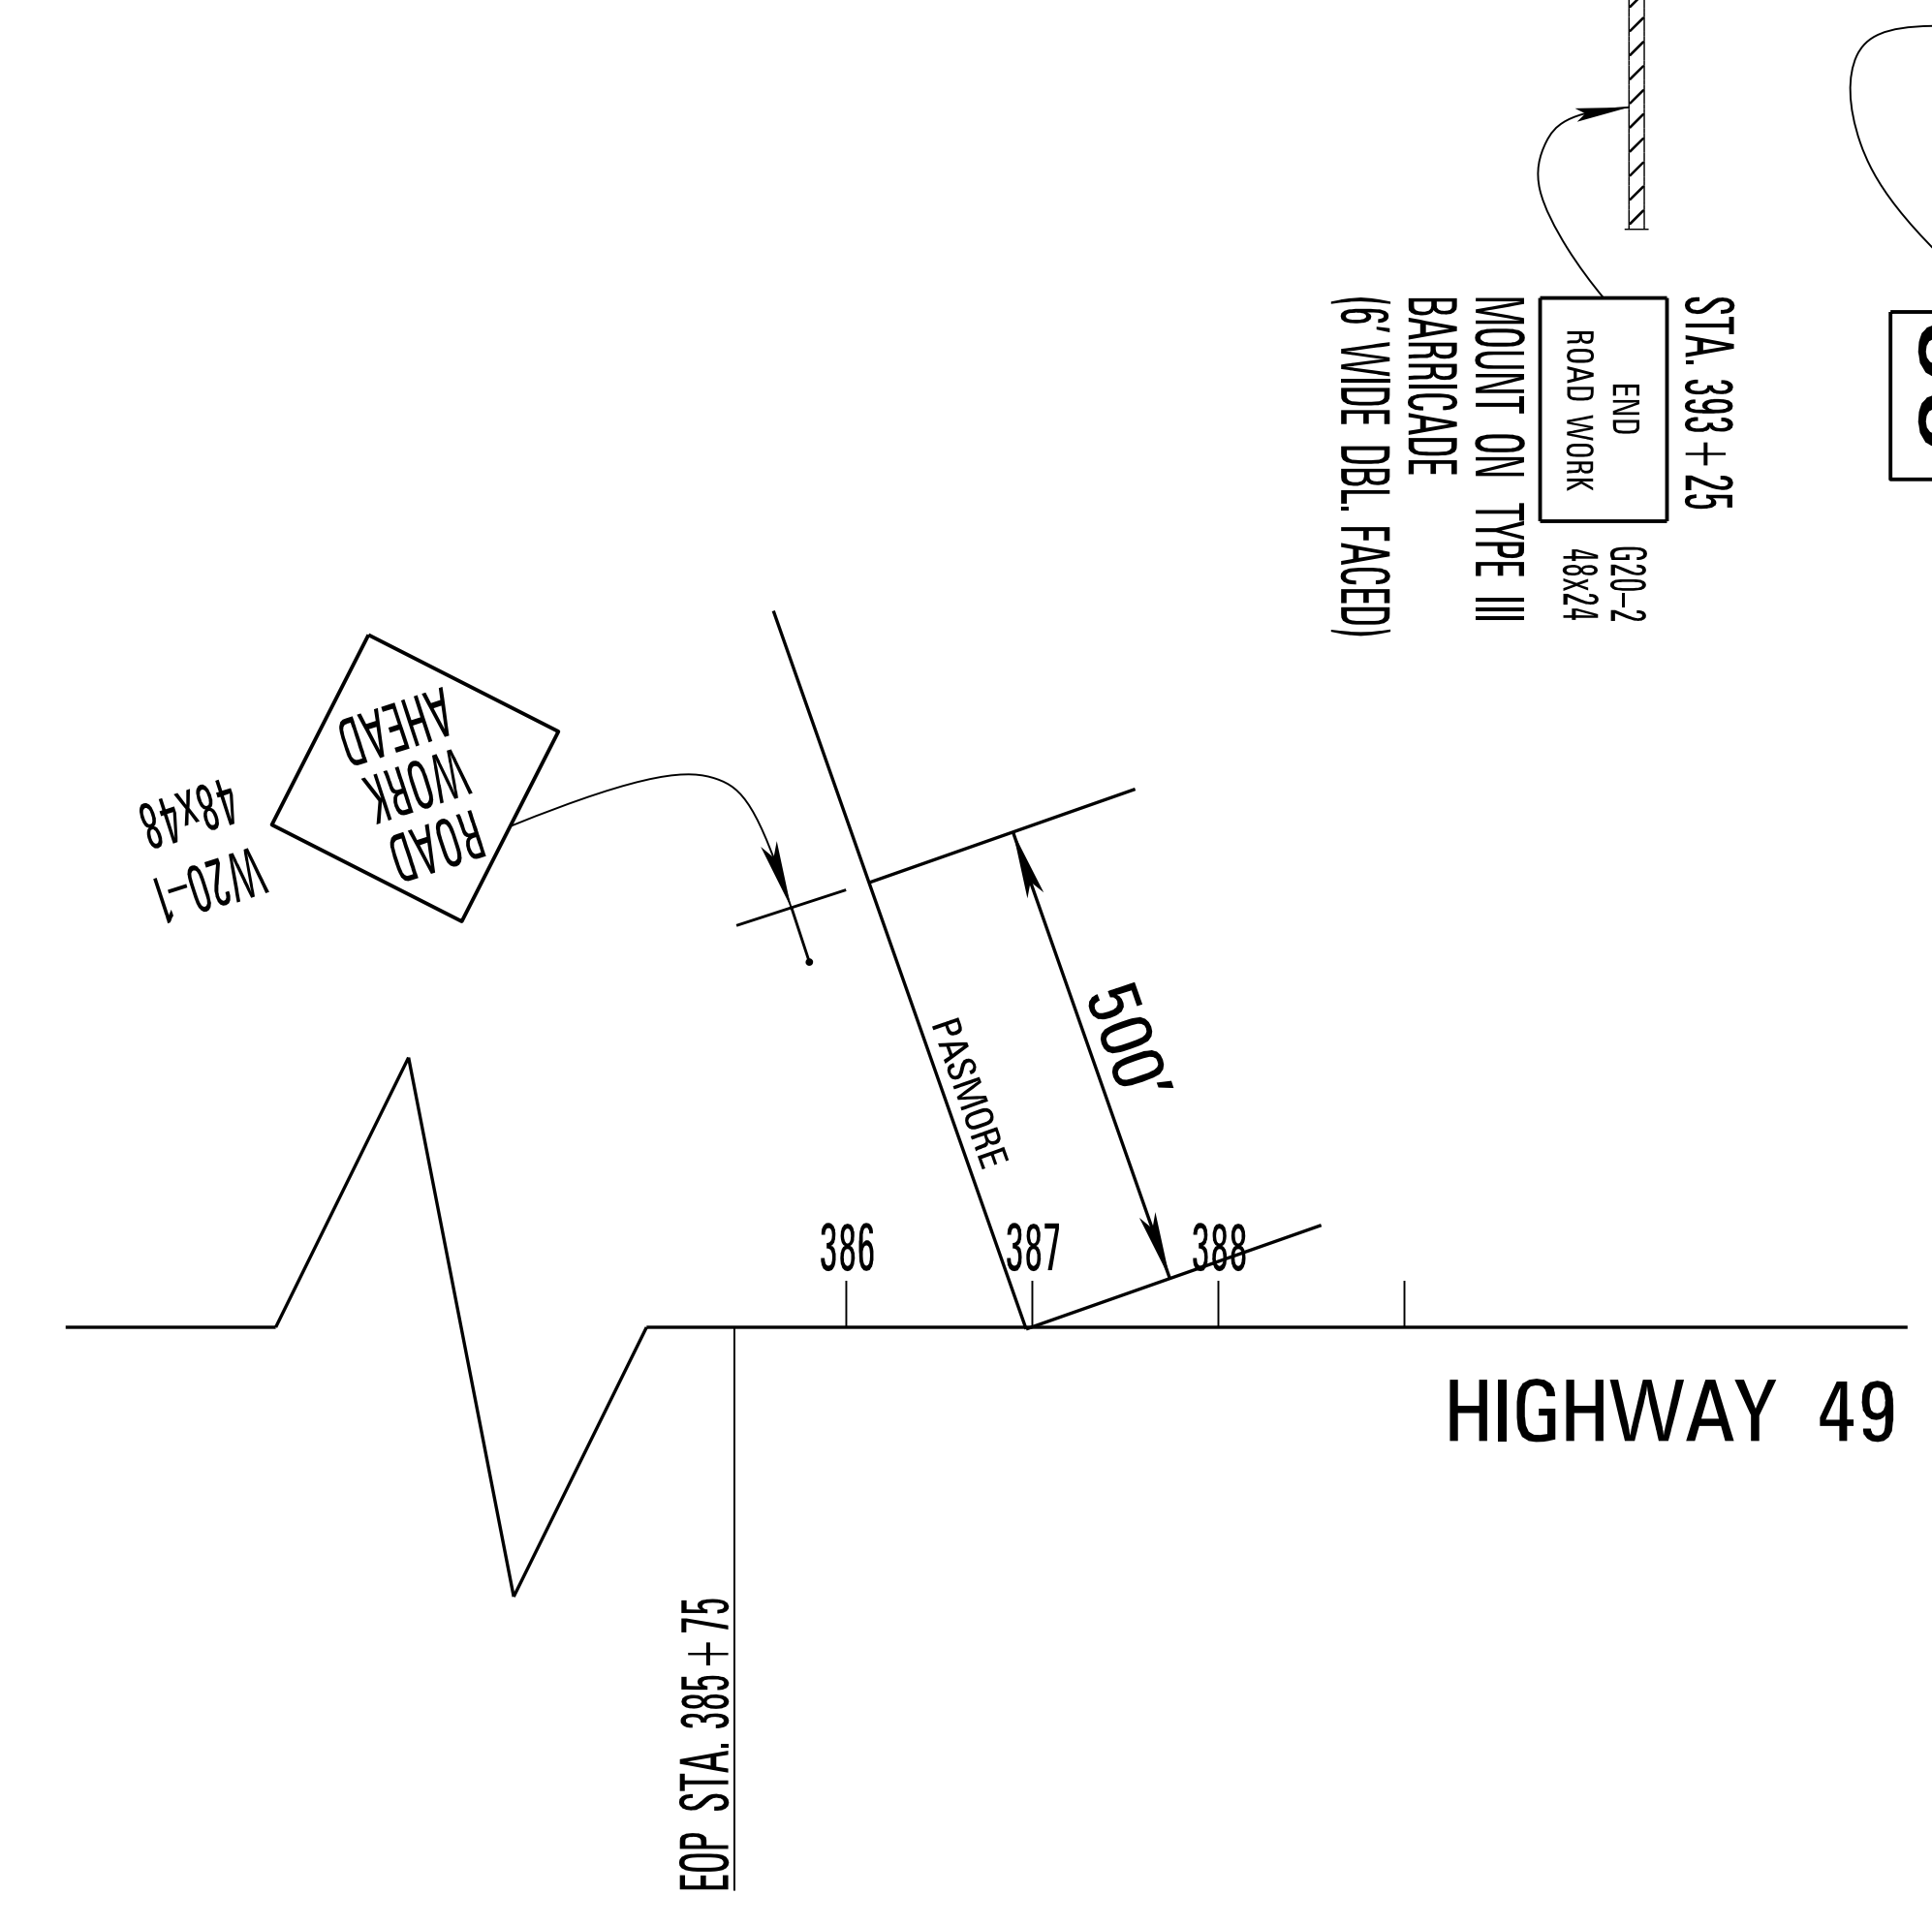 STA. 393+25
END
ROAD WORK
G20-2
48x24
MOUNT ON TYPE III
BARRICADE
(6' WIDE DBL. FACED)
ROAD
WORK
AHEAD
W20-1
48x48
500'
PASMORE
386
387
388
HIGHWAY 49
EOP STA. 385+75